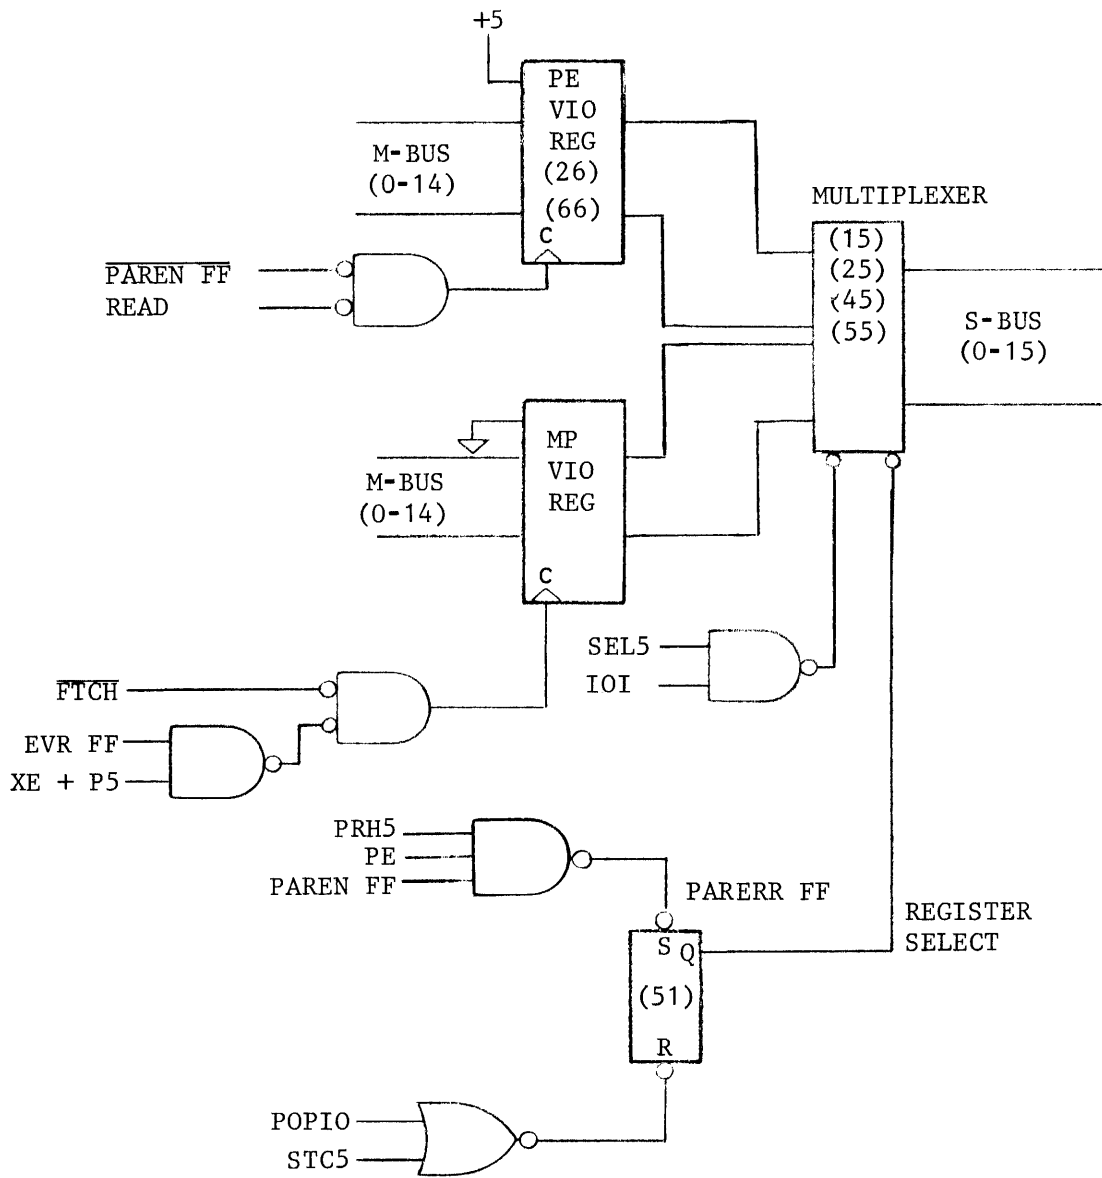 +5
PE
VIO
REG
(26)
(66)
C
M-BUS
(0-14)
PAREN FF
READ
MULTIPLEXER
(15)
(25)
(45)
(55)
S-BUS
(0-15)
MP
VIO
REG
C
M-BUS
(0-14)
SEL5
IOI
FTCH
EVR FF
XE + P5
PRH5
PE
PAREN FF
PARERR FF
S Q
(51)
R
REGISTER
SELECT
POPIO
STC5